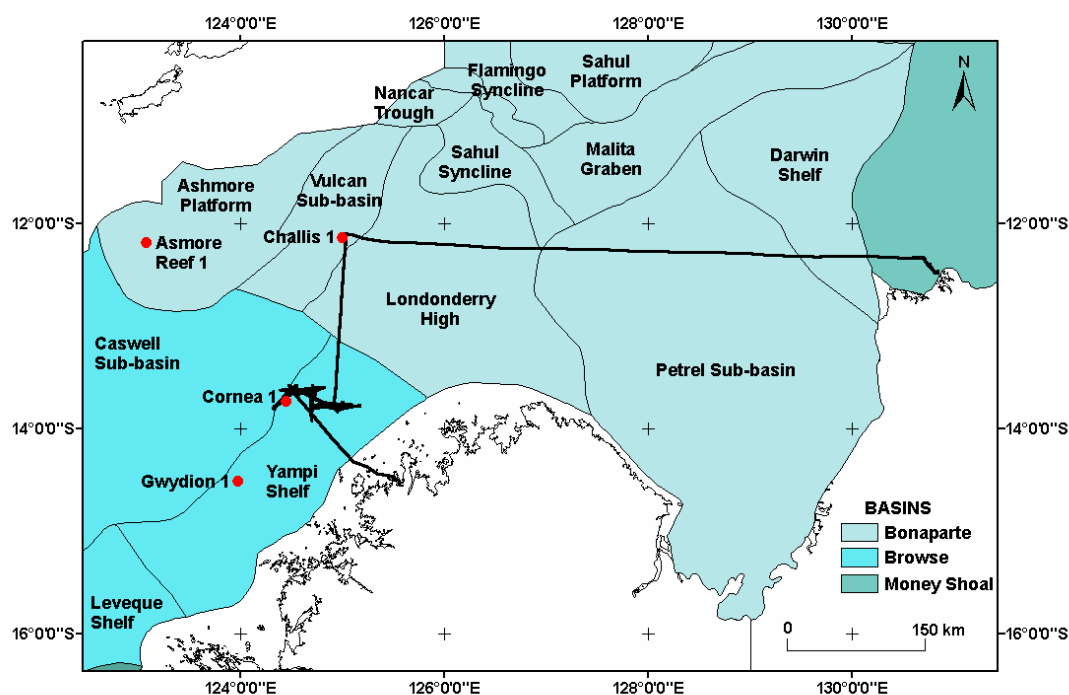 124°0'0"E
126°0'0"E
128°0'0"E
130°0'0"E
N
Flamingo
Syncline
Sahul
Platform
Nancar
Trough
Sahul
Syncline
Malita
Graben
Darwin
Shelf
Vulcan
Sub-basin
Ashmore
Platform
12°0'0"S
12°0'0"S
Asmore
Reef 1
Challis 1
Londonderry
High
Caswell
Sub-basin
Petrel Sub-basin
Cornea 1
14°0'0"S
14°0'0"S
Gwydion 1
Yampi
Shelf
BASINS
Bonaparte
Browse
Money Shoal
Leveque
Shelf
0
150 km
16°0'0"S
16°0'0"S
124°0'0"E
126°0'0"E
128°0'0"E
130°0'0"E